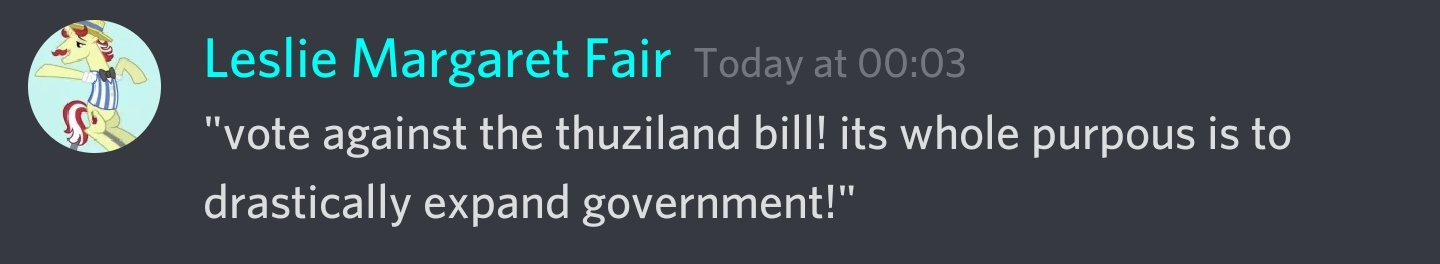 Leslie Margaret Fair Today at 00:03
"vote against the thuziland bill! its whole purpous is to
drastically expand government!"